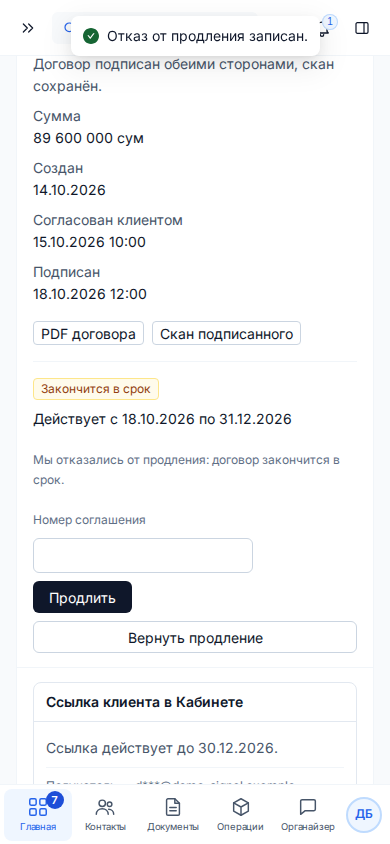 1
Отказ от продления записан.
Договор подписан обеими сторонами, скан
сохранён.
Сумма
89 600 000 сум
Создан
14.10.2026
Согласован клиентом
15.10.2026 10:00
Подписан
18.10.2026 12:00
PDF договора
Скан подписанного
Закончится в срок
Действует с 18.10.2026 по 31.12.2026
Мы отказались от продления: договор закончится в
срок.
Номер соглашения
Продлить
Вернуть продление
Ссылка клиента в Кабинете
Ссылка действует до 30.12.2026.
7
Главная
Контакты
Документы
Операции
Органайзер
ДБ